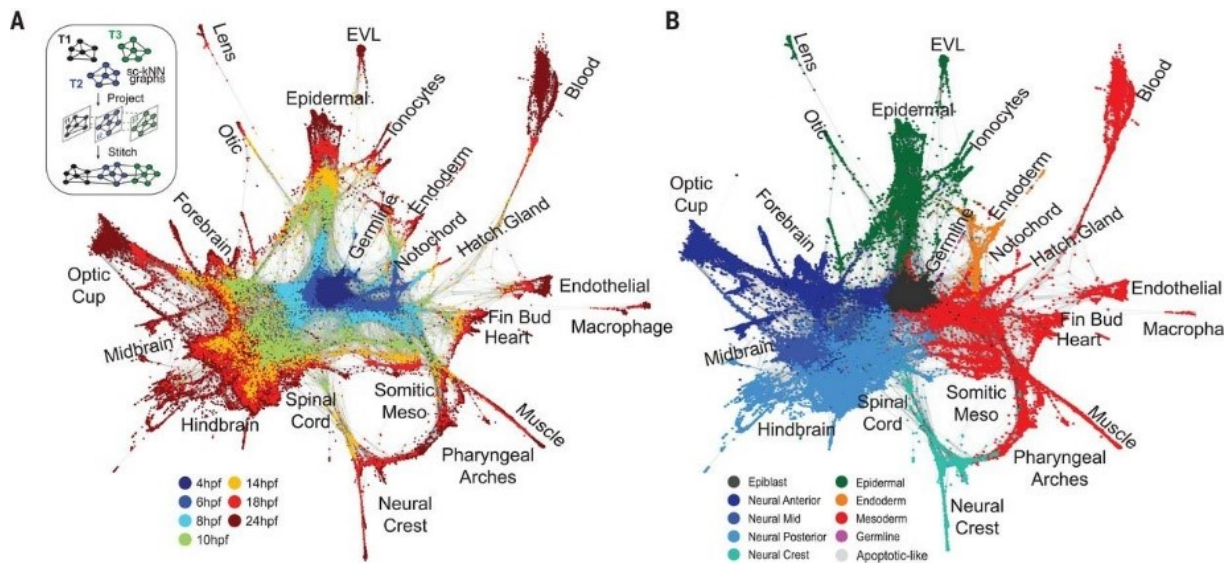 A
T1
T3
T2
sc-kNN
graphs
Project
Stitch
Lens
EVL
Blood
Otic
Epidermal
Ionocytes
Forebrain
Germline
Endoderm
Notochord
Hatch Gland
Optic
Cup
Endothelial
Macrophage
Fin Bud
Heart
Midbrain
Hindbrain
Spinal
Cord
Somitic
Meso
Muscle
Pharyngeal
Arches
Neural
Crest
4hpf
6hpf
8hpf
10hpf
14hpf
18hpf
24hpf
B
Lens
EVL
Blood
Otic
Epidermal
Ionocytes
Optic
Cup
Forebrain
Germline
Endoderm
Notochord
Hatch Gland
Endothelial
Macropha
Fin Bud
Heart
Midbrain
Hindbrain
Spinal
Cord
Somitic
Meso
Muscle
Pharyngeal
Arches
Neural
Crest
Epiblast
Neural Anterior
Neural Mid
Neural Posterior
Neural Crest
Epidermal
Endoderm
Mesoderm
Germline
Apoptotic-like